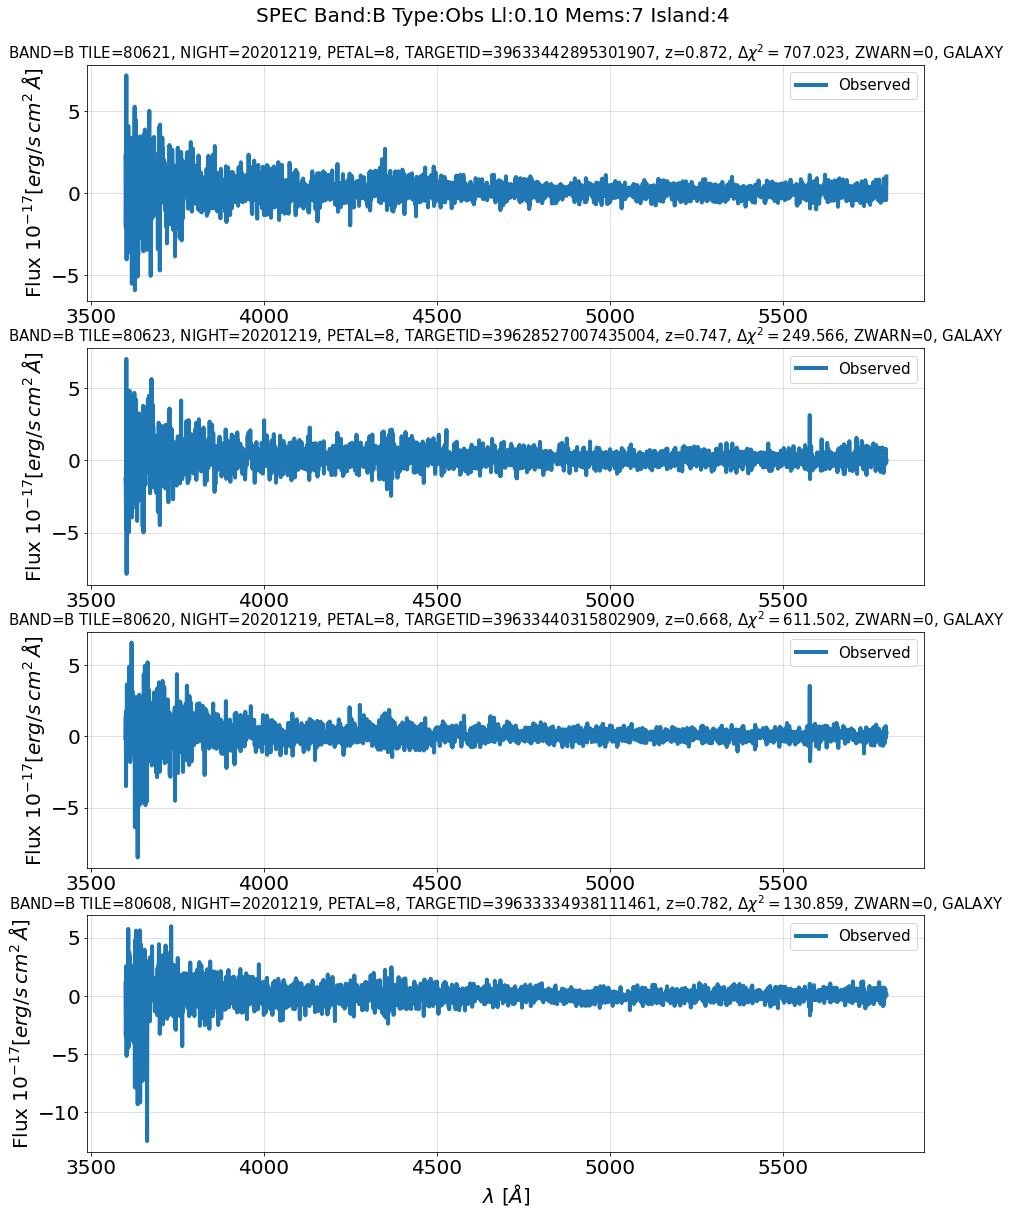 SPEC Band:B Type:Obs Ll:0.10 Mems:7 Island:4
BAND=B TILE=80621, NIGHT=20201219, PETAL=8, TARGETID=39633442895301907, z=0.872, Δχ² = 707.023, ZWARN=0, GALAXY
Observed
Flux 10⁻¹⁷[erg/s cm² Å]
5
0
−5
3500 4000 4500 5000 5500
BAND=B TILE=80623, NIGHT=20201219, PETAL=8, TARGETID=39628527007435004, z=0.747, Δχ² = 249.566, ZWARN=0, GALAXY
Observed
Flux 10⁻¹⁷[erg/s cm² Å]
5
0
−5
3500 4000 4500 5000 5500
BAND=B TILE=80620, NIGHT=20201219, PETAL=8, TARGETID=39633440315802909, z=0.668, Δχ² = 611.502, ZWARN=0, GALAXY
Observed
Flux 10⁻¹⁷[erg/s cm² Å]
5
0
−5
3500 4000 4500 5000 5500
BAND=B TILE=80608, NIGHT=20201219, PETAL=8, TARGETID=39633334938111461, z=0.782, Δχ² = 130.859, ZWARN=0, GALAXY
Observed
Flux 10⁻¹⁷[erg/s cm² Å]
5
0
−5
−10
3500 4000 4500 5000 5500
λ [Å]